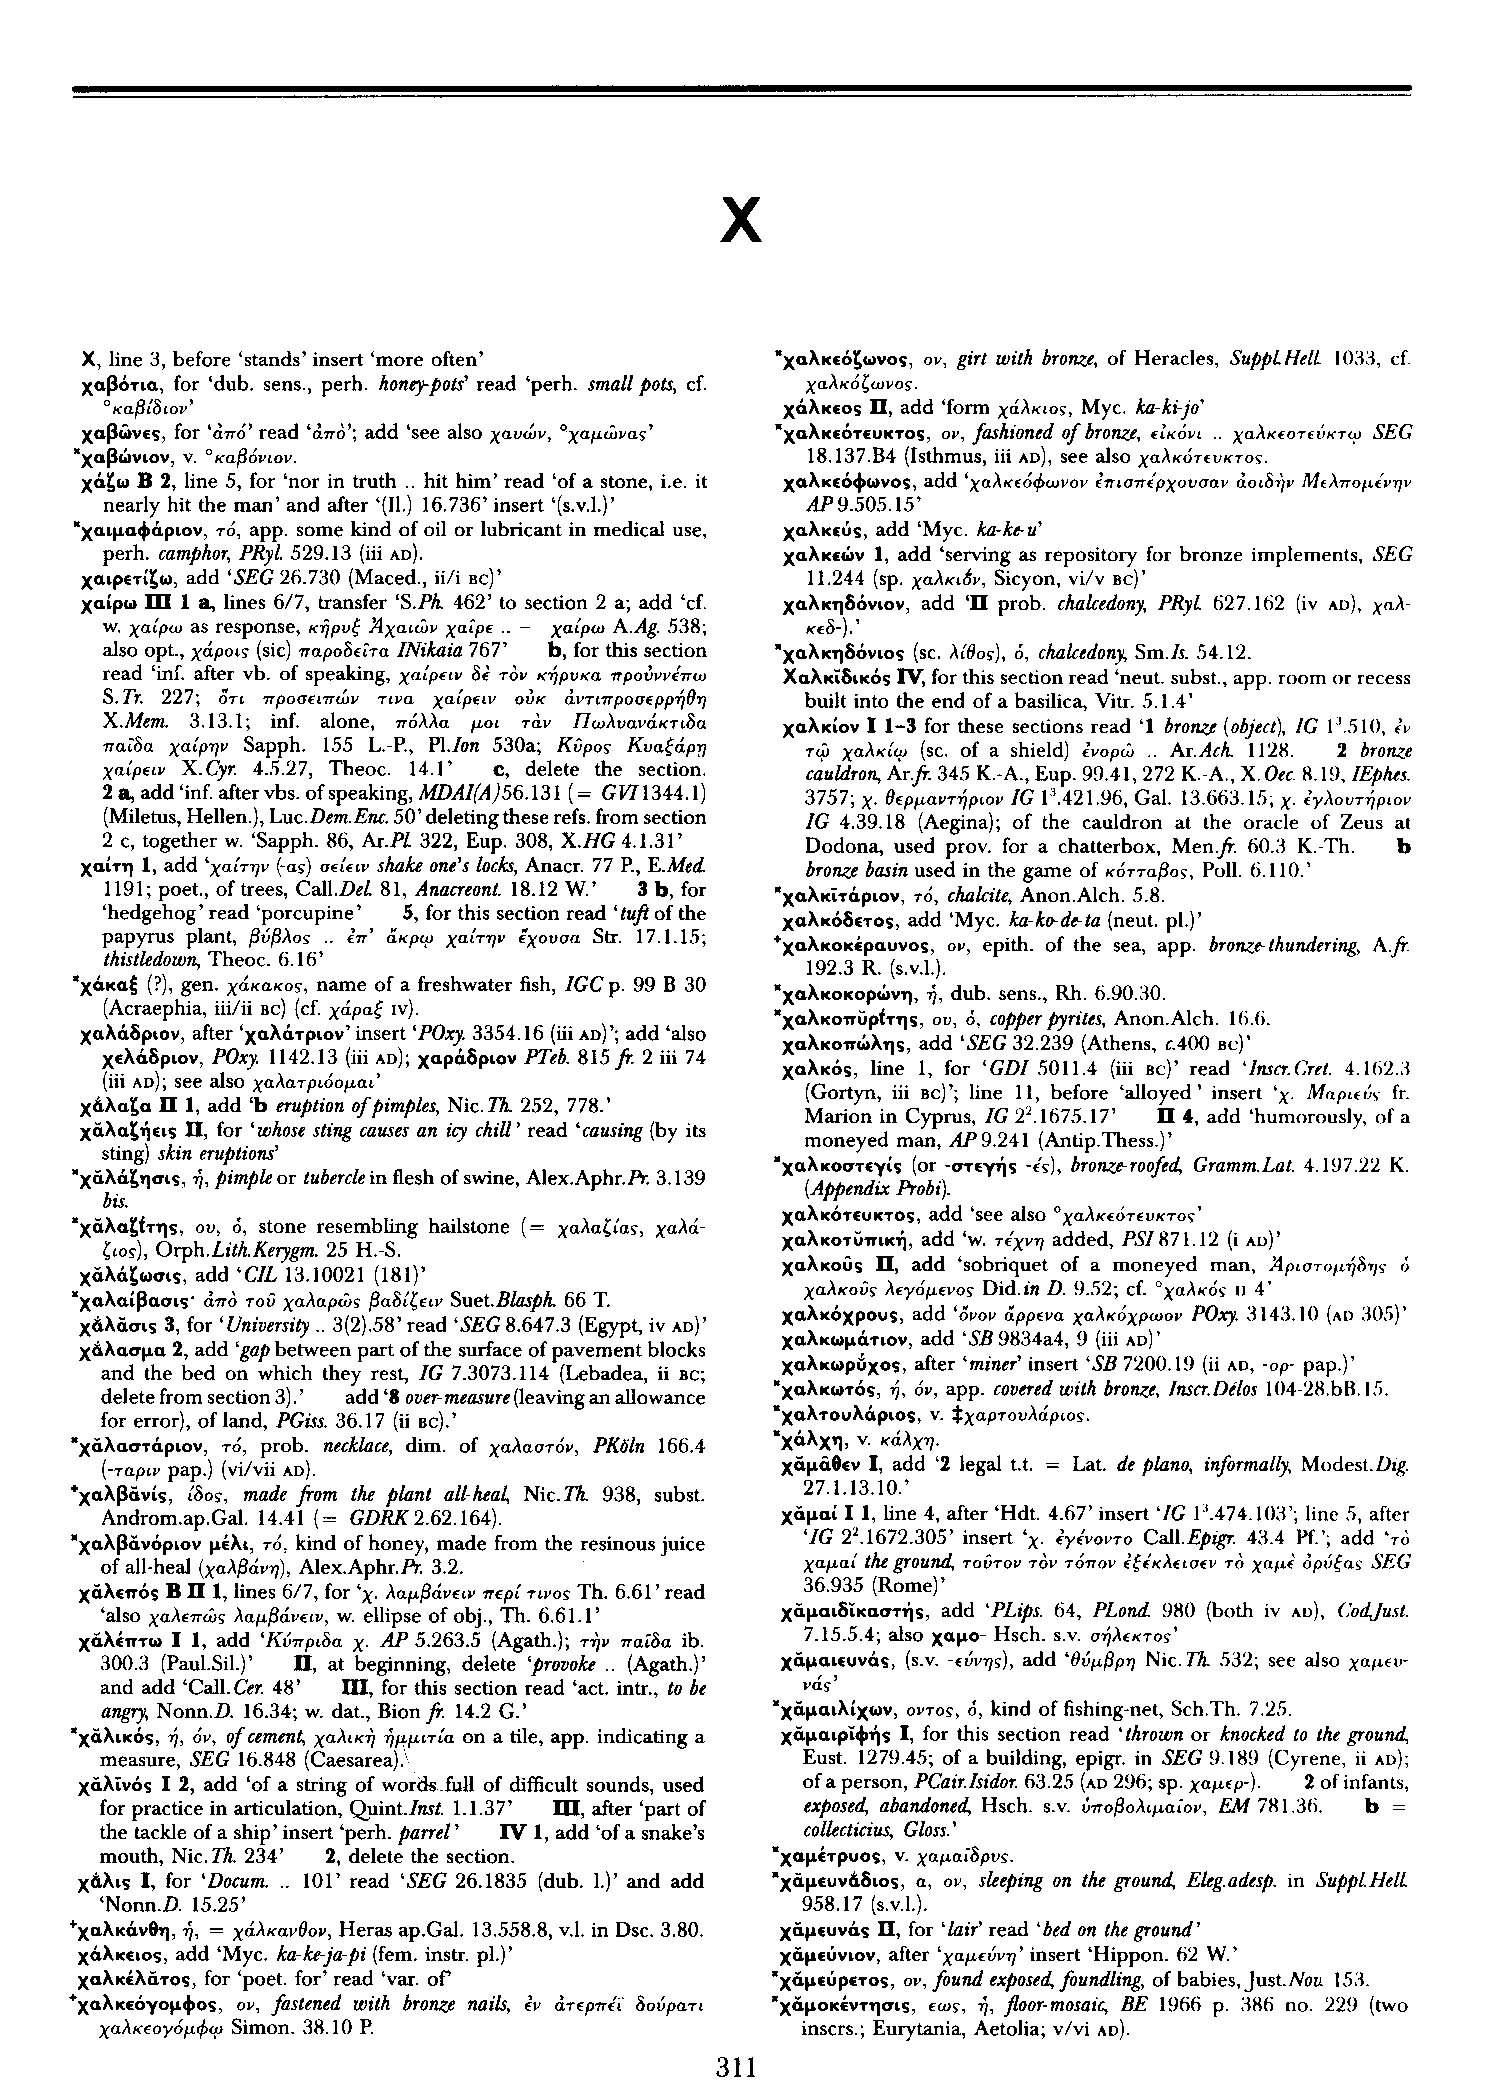 X
X, line 3, before ‘stands’ insert ‘more often’
χαβότια, for ‘dub. sens., perh. honey-pots’ read ‘perh. small pots, cf.
°καβίδιον’
χαβῶνες, for ‘ἀπό’ read ‘ἀπὸ’; add ‘see also χαυών, °χαμῶνας’
*χαβώνιον, v. °καβόνιον.
χάζω B 2, line 5, for ‘nor in truth .. hit him’ read ‘of a stone, i.e. it
nearly hit the man’ and after ‘(Il.) 16.736’ insert ‘(s.v.l.)’
*χαιμαφάριον, τό, app. some kind of oil or lubricant in medical use,
perh. camphor, PRyl. 529.13 (iii AD).
χαιρετίζω, add ‘SEG 26.730 (Maced., ii/i BC)’
χαίρω III 1 a, lines 6/7, transfer ‘S.Ph. 462’ to section 2 a; add ‘cf.
w. χαίρω as response, κῆρυξ Ἀχαιῶν χαῖρε .. – χαίρω A.Ag. 538;
also opt., χάροις (sic) παροδεῖτα INikaia 767’ b, for this section
read ‘inf. after vb. of speaking, χαίρειν δὲ τὸν κήρυκα προὐννέπω
S.Tr. 227; ὅτι προσειπών τινα χαίρειν οὐκ ἀντιπροσερρήθη
X.Mem. 3.13.1; inf. alone, πόλλα μοι τὰν Πωλυανάκτιδα
παῖδα χαίρην Sapph. 155 L.-P., Pl.Ion 530a; Κῦρος Κυαξάρῃ
χαίρειν X.Cyr. 4.5.27, Theoc. 14.1’ c, delete the section.
2 a, add ‘inf. after vbs. of speaking, MDAI(A) 56.131 (= GVI 1344.1)
(Miletus, Hellen.), Luc.Dem.Enc. 50’ deleting these refs. from section
2 c, together w. ‘Sapph. 86, Ar.Pl. 322, Eup. 308, X.HG 4.1.31’
χαίτη 1, add ‘χαίτην (-ας) σείειν shake one’s locks, Anacr. 77 P., E.Med.
1191; poet., of trees, Call.Del. 81, Anacreont. 18.12 W.’ 3 b, for
‘hedgehog’ read ‘porcupine’ 5, for this section read ‘tuft of the
papyrus plant, βύβλος .. ἐπ’ ἄκρῳ χαίτην ἔχουσα Str. 17.1.15;
thistledown, Theoc. 6.16’
*χάκαξ (?), gen. χάκακος, name of a freshwater fish, IGC p. 99 B 30
(Acraephia, iii/ii BC) (cf. χάραξ IV).
χαλάδριον, after ‘χαλάτριον’ insert ‘POxy. 3354.16 (iii AD)’; add ‘also
χελάδριον, POxy. 1142.13 (iii AD); χαράδριον PTeb. 815 fr. 2 iii 74
(iii AD); see also χαλατριόομαι’
χάλαζα II 1, add ‘b eruption of pimples, Nic.Th. 252, 778.’
χᾰλαζήεις II, for ‘whose sting causes an icy chill’ read ‘causing (by its
sting) skin eruptions’
*χᾰλάζησις, ἡ, pimple or tubercle in flesh of swine, Alex.Aphr.Pr. 3.139
bis.
*χᾰλαζίτης, ου, ὁ, stone resembling hailstone (= χαλαζίας, χαλά-
ζιος), Orph.Lith.Kerygm. 25 H.-S.
χᾰλάζωσις, add ‘CIL 13.10021 (181)’
*χαλαίβασις· ἀπὸ τοῦ χαλαρῶς βαδίζειν Suet.Blasph. 66 T.
χάλᾰσις 3, for ‘University .. 3(2).58’ read ‘SEG 8.647.3 (Egypt, iv AD)’
χάλασμα 2, add ‘gap between part of the surface of pavement blocks
and the bed on which they rest, IG 7.3073.114 (Lebadea, ii BC;
delete from section 3).’ add ‘8 over-measure (leaving an allowance
for error), of land, PGiss. 36.17 (ii BC).’
*χᾰλαστάριον, τό, prob. necklace, dim. of χαλαστόν, PKöln 166.4
(-ταριν pap.) (vi/vii AD).
⁺χαλβᾰνίς, ίδος, made from the plant all-heal, Nic.Th. 938, subst.
Androm.ap.Gal. 14.41 (= GDRK 2.62.164).
*χαλβᾰνόριον μέλι, τό, kind of honey, made from the resinous juice
of all-heal (χαλβάνη), Alex.Aphr.Pr. 3.2.
χᾰλεπός B II 1, lines 6/7, for ‘χ. λαμβάνειν περί τινος Th. 6.61’ read
‘also χαλεπῶς λαμβάνειν, w. ellipse of obj., Th. 6.61.1’
χᾰλέπτω I 1, add ‘Κύπριδα χ. AP 5.263.5 (Agath.); τὴν παῖδα ib.
300.3 (Paul.Sil.)’ II, at beginning, delete ‘provoke .. (Agath.)’
and add ‘Call.Cer. 48’ III, for this section read ‘act. intr., to be
angry, Nonn.D. 16.34; w. dat., Bion fr. 14.2 G.’
*χᾰλικός, ή, όν, of cement, χαλικὴ ἡμμιτία on a tile, app. indicating a
measure, SEG 16.848 (Caesarea).
χᾰλῑνός I 2, add ‘of a string of words full of difficult sounds, used
for practice in articulation, Quint.Inst. 1.1.37’ III, after ‘part of
the tackle of a ship’ insert ‘perh. parrel’ IV 1, add ‘of a snake’s
mouth, Nic.Th. 234’ 2, delete the section.
χάλις I, for ‘Docum. .. 101’ read ‘SEG 26.1835 (dub. l.)’ and add
‘Nonn.D. 15.25’
⁺χαλκάνθη, ἡ, = χάλκανθον, Heras ap.Gal. 13.558.8, v.l. in Dsc. 3.80.
χάλκειος, add ‘Myc. ka-ke-ja-pi (fem. instr. pl.)’
χαλκέλᾰτος, for ‘poet. for’ read ‘var. of’
⁺χαλκεόγομφος, ον, fastened with bronze nails, ἐν ἀτερπέϊ δούρατι
χαλκεογόμφῳ Simon. 38.10 P.
*χαλκεόζωνος, ον, girt with bronze, of Heracles, Suppl.Hell. 1033, cf.
χαλκόζωνος.
χάλκεος II, add ‘form χάλκιος, Myc. ka-ki-jo’
*χαλκεότευκτος, ον, fashioned of bronze, εἰκόνι .. χαλκεοτεύκτῳ SEG
18.137.B4 (Isthmus, iii AD), see also χαλκότευκτος.
χαλκεόφωνος, add ‘χαλκεόφωνον ἐπισπέρχουσαν ἀοιδὴν Μελπομένην
AP 9.505.15’
χαλκεύς, add ‘Myc. ka-ke-u’
χαλκεών 1, add ‘serving as repository for bronze implements, SEG
11.244 (sp. χαλκιόν, Sicyon, vi/v BC)’
χαλκηδόνιον, add ‘II prob. chalcedony, PRyl. 627.162 (iv AD), χαλ-
κεδ-).’
*χαλκηδόνιος (sc. λίθος), ὁ, chalcedony, Sm.Is. 54.12.
Χαλκῐδικός IV, for this section read ‘neut. subst., app. room or recess
built into the end of a basilica, Vitr. 5.1.4’
χαλκίον I 1–3 for these sections read ‘1 bronze (object), IG 1³.510, ἐν
τῷ χαλκίῳ (sc. of a shield) ἐνορῶ .. Ar.Ach. 1128. 2 bronze
cauldron, Ar.fr. 345 K.-A., Eup. 99.41, 272 K.-A., X.Oec. 8.19, IEphes.
3757; χ. θερμαντήριον IG 1³.421.96, Gal. 13.663.15; χ. ἐγλουτήριον
IG 4.39.18 (Aegina); of the cauldron at the oracle of Zeus at
Dodona, used prov. for a chatterbox, Men.fr. 60.3 K.-Th. b
bronze basin used in the game of κότταβος, Poll. 6.110.’
*χαλκῑτάριον, τό, chalcite, Anon.Alch. 5.8.
χαλκόδετος, add ‘Myc. ka-ko-de-ta (neut. pl.)’
⁺χαλκοκέραυνος, ον, epith. of the sea, app. bronze-thundering, A.fr.
192.3 R. (s.v.l.).
*χαλκοκορώνη, ἡ, dub. sens., Rh. 6.90.30.
*χαλκοπῠρίτης, ου, ὁ, copper pyrites, Anon.Alch. 16.6.
χαλκοπώλης, add ‘SEG 32.239 (Athens, c.400 BC)’
χαλκός, line 1, for ‘GDI 5011.4 (iii BC)’ read ‘Inscr.Cret. 4.162.3
(Gortyn, iii BC)’; line 11, before ‘alloyed’ insert ‘χ. Μαριεύς fr.
Marion in Cyprus, IG 2².1675.17’ II 4, add ‘humorously, of a
moneyed man, AP 9.241 (Antip.Thess.)’
*χαλκοστεγίς (or -στεγής -ές), bronze-roofed, Gramm.Lat. 4.197.22 K.
(Appendix Probi).
χαλκότευκτος, add ‘see also °χαλκεότευκτος’
χαλκοτῠπική, add ‘w. τέχνη added, PSI 871.12 (i AD)’
χαλκοῦς II, add ‘sobriquet of a moneyed man, Ἀριστομήδης ὁ
χαλκοῦς λεγόμενος Did.in D. 9.52; cf. °χαλκός II 4’
χαλκόχρους, add ‘ὄνον ἄρρενα χαλκόχρωον POxy. 3143.10 (AD 305)’
χαλκωμάτιον, add ‘SB 9834a4, 9 (iii AD)’
χαλκωρύχος, after ‘miner’ insert ‘SB 7200.19 (ii AD, -ορ- pap.)’
*χαλκωτός, ή, όν, app. covered with bronze, Inscr.Délos 104-28.bB.15.
*χαλτουλάριος, v. ‡χαρτουλάριος.
*χάλχη, v. κάλχη.
χᾰμᾶθεν I, add ‘2 legal t.t. = Lat. de plano, informally, Modest.Dig.
27.1.13.10.’
χᾰμαί I 1, line 4, after ‘Hdt. 4.67’ insert ‘IG 1³.474.103’; line 5, after
‘IG 2².1672.305’ insert ‘χ. ἐγένοντο Call.Epigr. 43.4 Pf.’; add ‘τὸ
χαμαί the ground, τοῦτον τὸν τόπον ἐξέκλεισεν τὸ χαμὲ ὀρύξας SEG
36.935 (Rome)’
χᾰμαιδῐκαστής, add ‘PLips. 64, PLond. 980 (both iv AD), Cod.Just.
7.15.5.4; also χαμο- Hsch. s.v. σήλεκτος’
χᾰμαιευνάς, (s.v. -εύνης), add ‘θύμβρη Nic.Th. 532; see also χαμευ-
νάς’
*χᾰμαιλίχων, οντος, ὁ, kind of fishing-net, Sch.Th. 7.25.
χᾰμαιρῐφής I, for this section read ‘thrown or knocked to the ground,
Eust. 1279.45; of a building, epigr. in SEG 9.189 (Cyrene, ii AD);
of a person, PCair.Isidor. 63.25 (AD 296; sp. χαμερ-). 2 of infants,
exposed, abandoned, Hsch. s.v. ὑποβολιμαῖον, EM 781.36. b =
collecticius, Gloss.’
*χαμέτρυος, v. χαμαῖδρυς.
*χᾰμευνάδιος, α, ον, sleeping on the ground, Eleg.adesp. in Suppl.Hell.
958.17 (s.v.l.).
χᾰμευνάς II, for ‘lair’ read ‘bed on the ground’
χᾰμεύνιον, after ‘χαμεύνη’ insert ‘Hippon. 62 W.’
*χᾰμεύρετος, ον, found exposed, foundling, of babies, Just.Nou. 153.
*χᾰμοκέντησις, εως, ἡ, floor-mosaic, BE 1966 p. 386 no. 229 (two
inscrs.; Eurytania, Aetolia; v/vi AD).
311